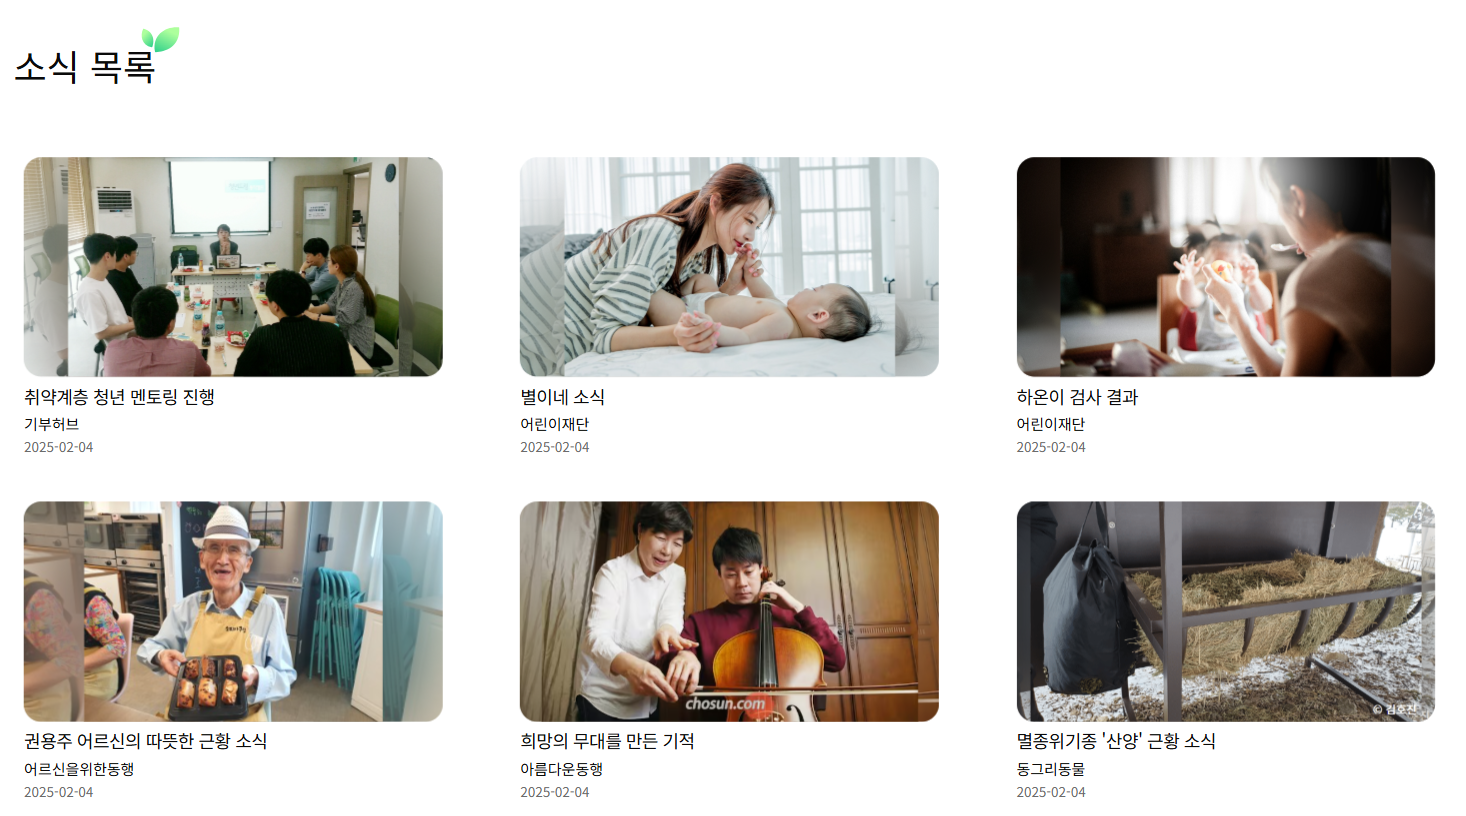 소식 목록
취약계층 청년 멘토링 진행
기부허브
2025-02-04
별이네 소식
어린이재단
2025-02-04
하온이 검사 결과
어린이재단
2025-02-04
chosun.com
© 김호진
권용주 어르신의 따뜻한 근황 소식
어르신을위한동행
2025-02-04
희망의 무대를 만든 기적
아름다운동행
2025-02-04
멸종위기종 '산양' 근황 소식
동그리동물
2025-02-04